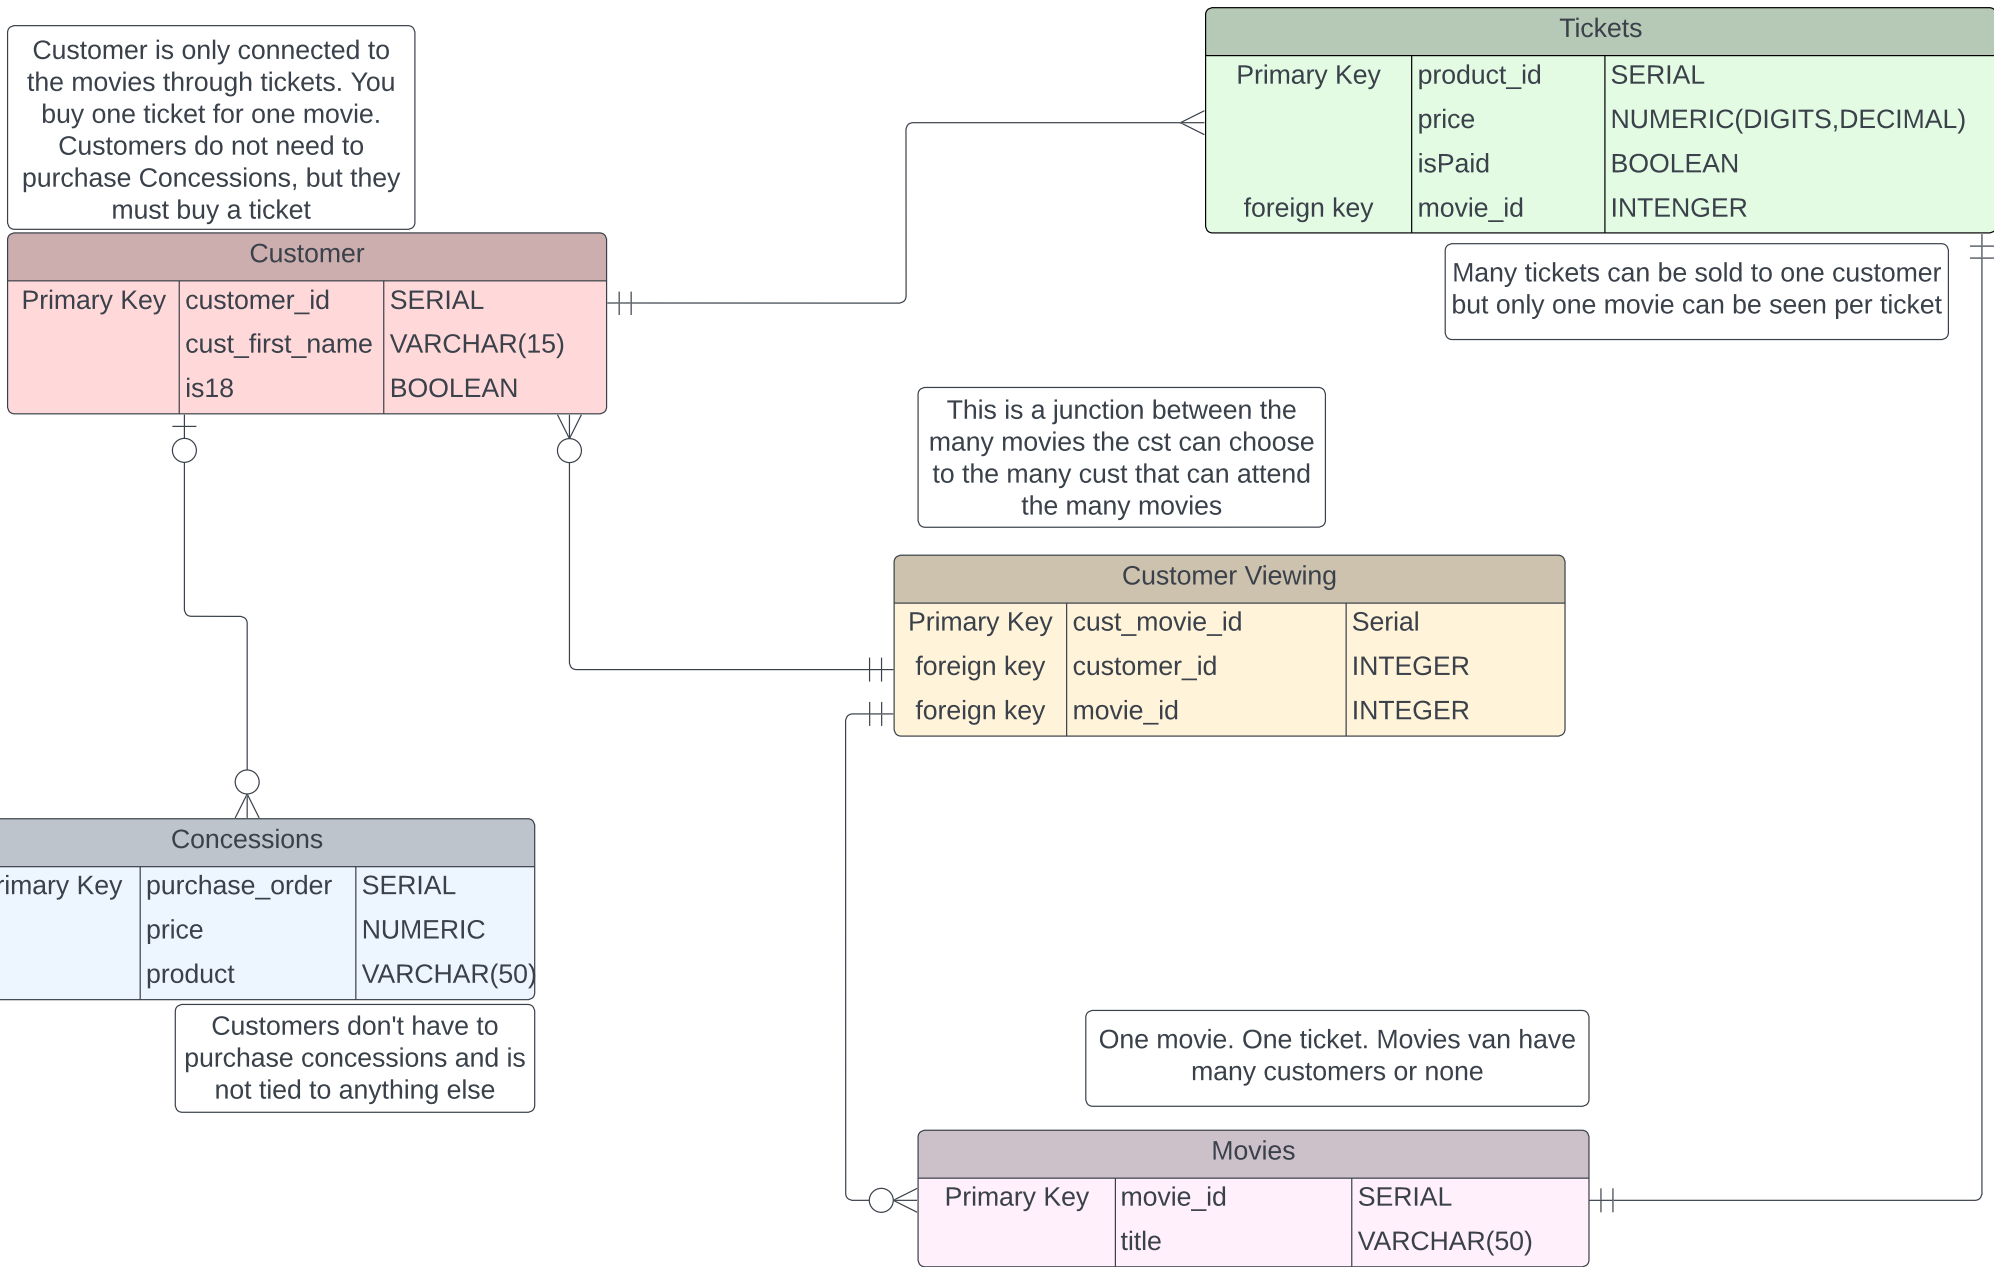 Customer is only connected to
the movies through tickets. You
buy one ticket for one movie.
Customers do not need to
purchase Concessions, but they
must buy a ticket
Tickets
Primary Key product_id SERIAL
price NUMERIC(DIGITS,DECIMAL)
isPaid BOOLEAN
foreign key movie_id INTENGER
Many tickets can be sold to one customer
but only one movie can be seen per ticket
Customer
Primary Key customer_id SERIAL
cust_first_name VARCHAR(15)
is18 BOOLEAN
This is a junction between the
many movies the cst can choose
to the many cust that can attend
the many movies
Customer Viewing
Primary Key cust_movie_id Serial
foreign key customer_id INTEGER
foreign key movie_id INTEGER
Concessions
rimary Key purchase_order SERIAL
price NUMERIC
product VARCHAR(50)
Customers don't have to
purchase concessions and is
not tied to anything else
One movie. One ticket. Movies van have
many customers or none
Movies
Primary Key movie_id SERIAL
title VARCHAR(50)